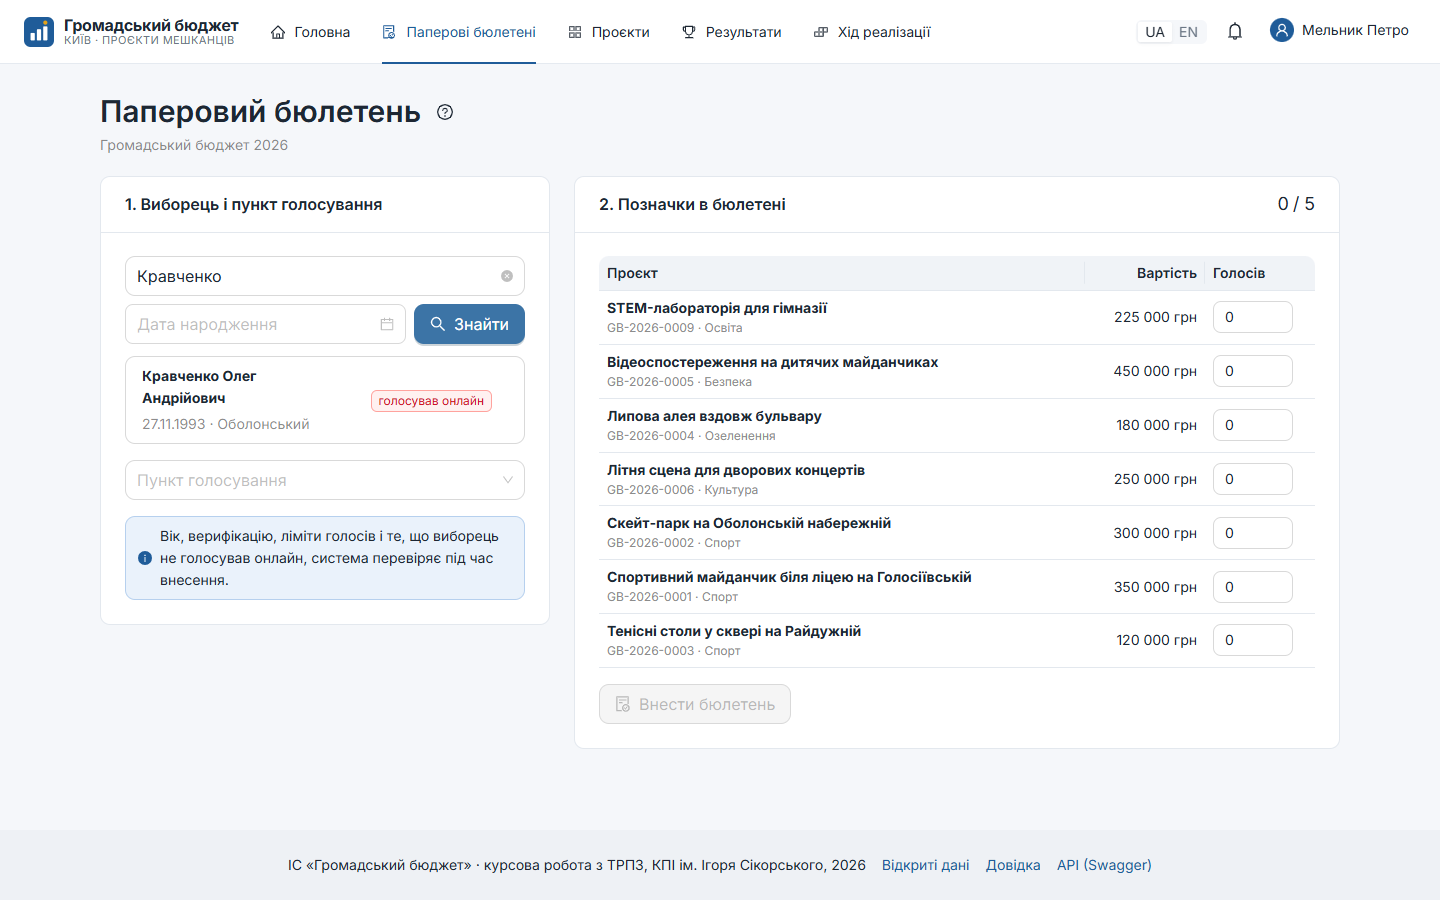 Громадський бюджет
КИЇВ · ПРОЄКТИ МЕШКАНЦІВ
Головна
Паперові бюлетені
Проєкти
Результати
Хід реалізації
UA EN
Мельник Петро
Паперовий бюлетень
Громадський бюджет 2026
1. Виборець і пункт голосування
Кравченко
Дата народження
Знайти
Кравченко Олег
Андрійович
голосував онлайн
27.11.1993 · Оболонський
Пункт голосування
Вік, верифікацію, ліміти голосів і те, що виборець
не голосував онлайн, система перевіряє під час
внесення.
2. Позначки в бюлетені
0 / 5
Проєкт Вартість Голосів
STEM-лабораторія для гімназії
GB-2026-0009 · Освіта
225 000 грн 0
Відеоспостереження на дитячих майданчиках
GB-2026-0005 · Безпека
450 000 грн 0
Липова алея вздовж бульвару
GB-2026-0004 · Озеленення
180 000 грн 0
Літня сцена для дворових концертів
GB-2026-0006 · Культура
250 000 грн 0
Скейт-парк на Оболонській набережній
GB-2026-0002 · Спорт
300 000 грн 0
Спортивний майданчик біля ліцею на Голосіївській
GB-2026-0001 · Спорт
350 000 грн 0
Тенісні столи у сквері на Райдужній
GB-2026-0003 · Спорт
120 000 грн 0
Внести бюлетень
ІС «Громадський бюджет» · курсова робота з ТРПЗ, КПІ ім. Ігоря Сікорського, 2026 Відкриті дані Довідка API (Swagger)